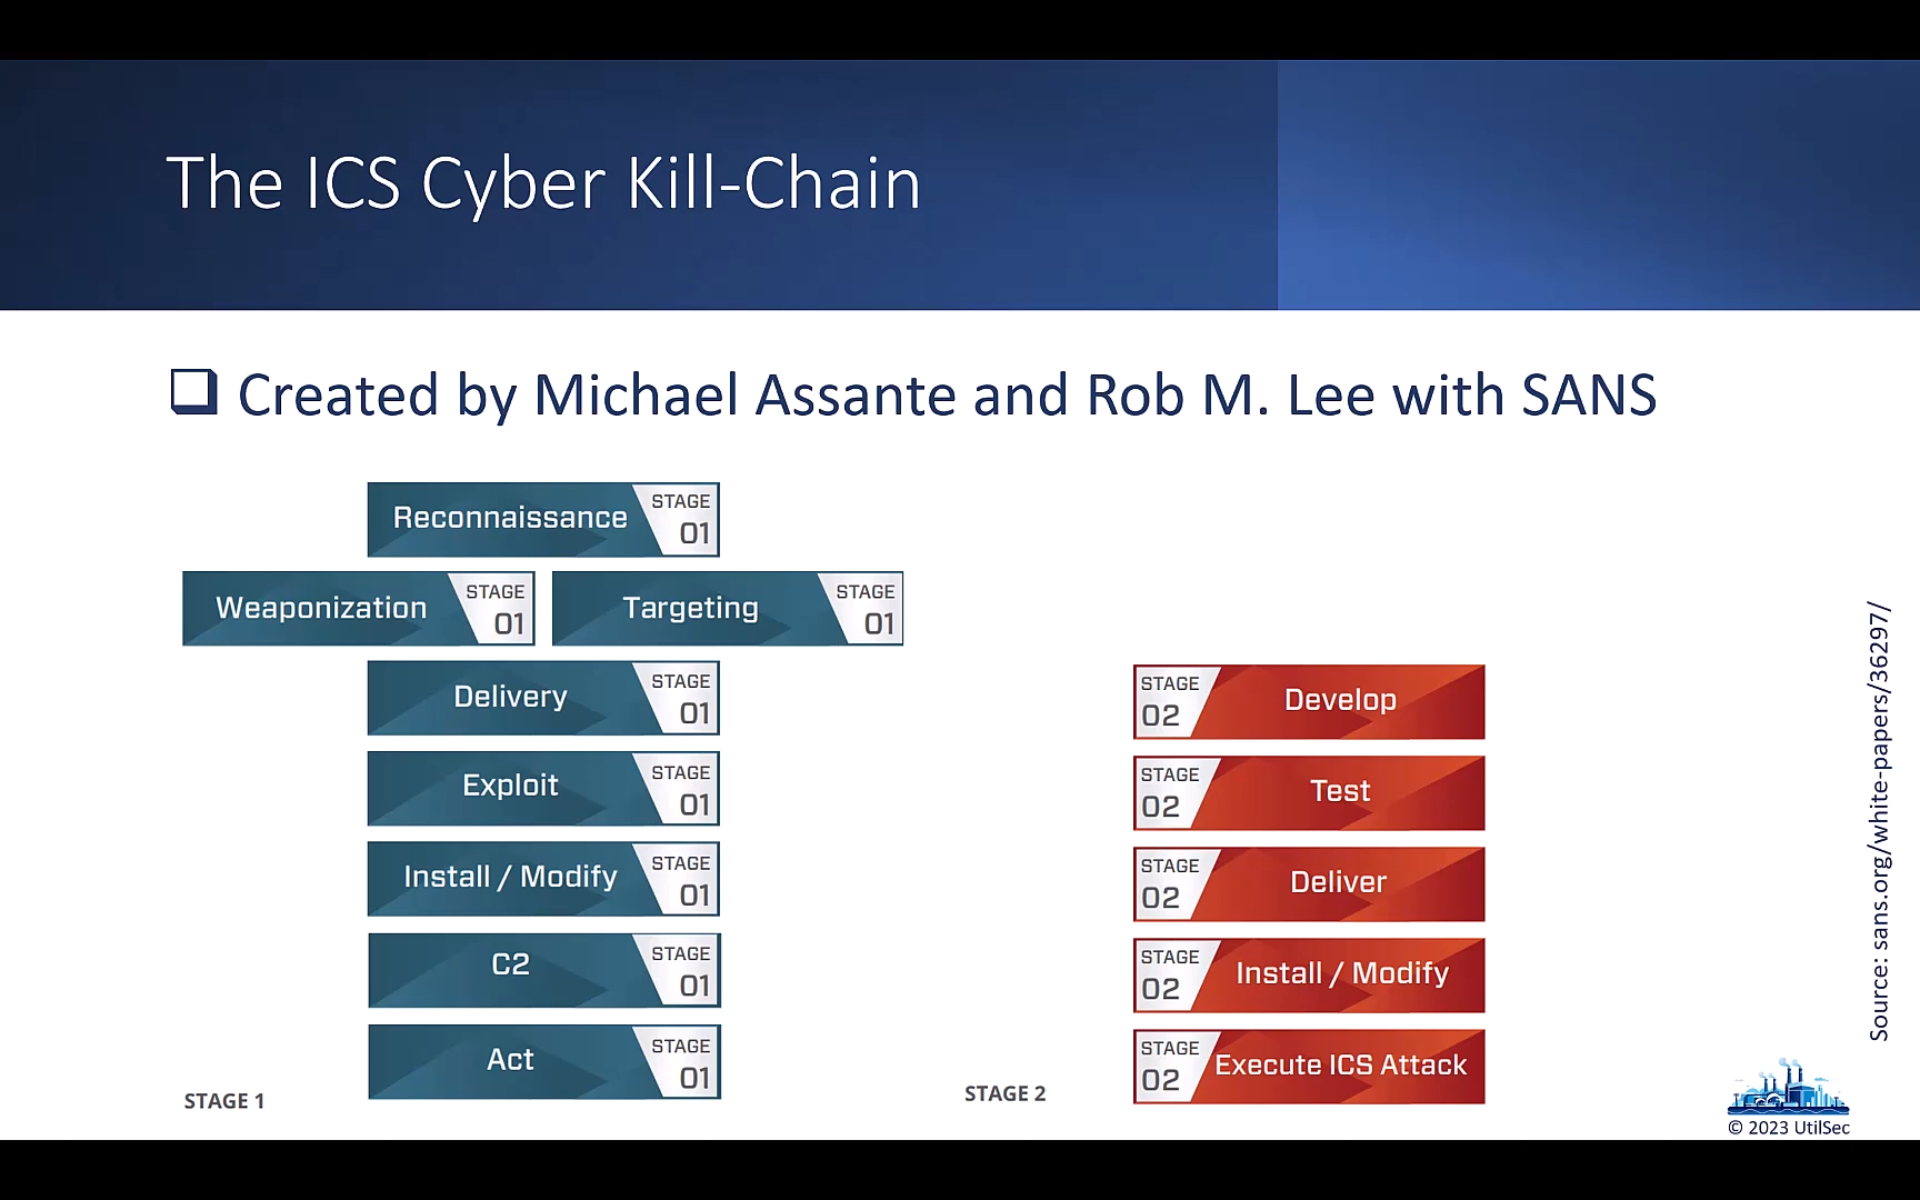 The ICS Cyber Kill-Chain
❑ Created by Michael Assante and Rob M. Lee with SANS
Reconnaissance STAGE 01
Weaponization STAGE 01
Targeting STAGE 01
Delivery STAGE 01
Exploit STAGE 01
Install / Modify STAGE 01
C2 STAGE 01
Act STAGE 01
STAGE 1
STAGE 02 Develop
STAGE 02 Test
STAGE 02 Deliver
STAGE 02 Install / Modify
STAGE 02 Execute ICS Attack
STAGE 2
Source: sans.org/white-papers/36297/
© 2023 UtilSec